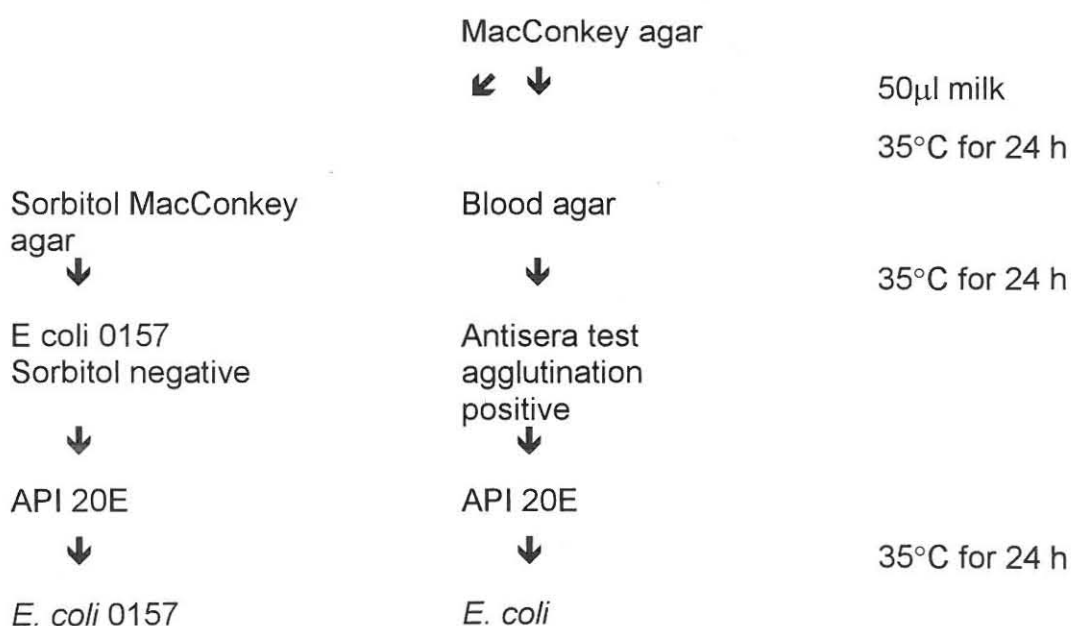 MacConkey agar
50µl milk
35°C for 24 h
Sorbitol MacConkey agar
Blood agar
35°C for 24 h
E coli 0157
Sorbitol negative
Antisera test
agglutination
positive
API 20E
API 20E
35°C for 24 h
E. coli 0157
E. coli